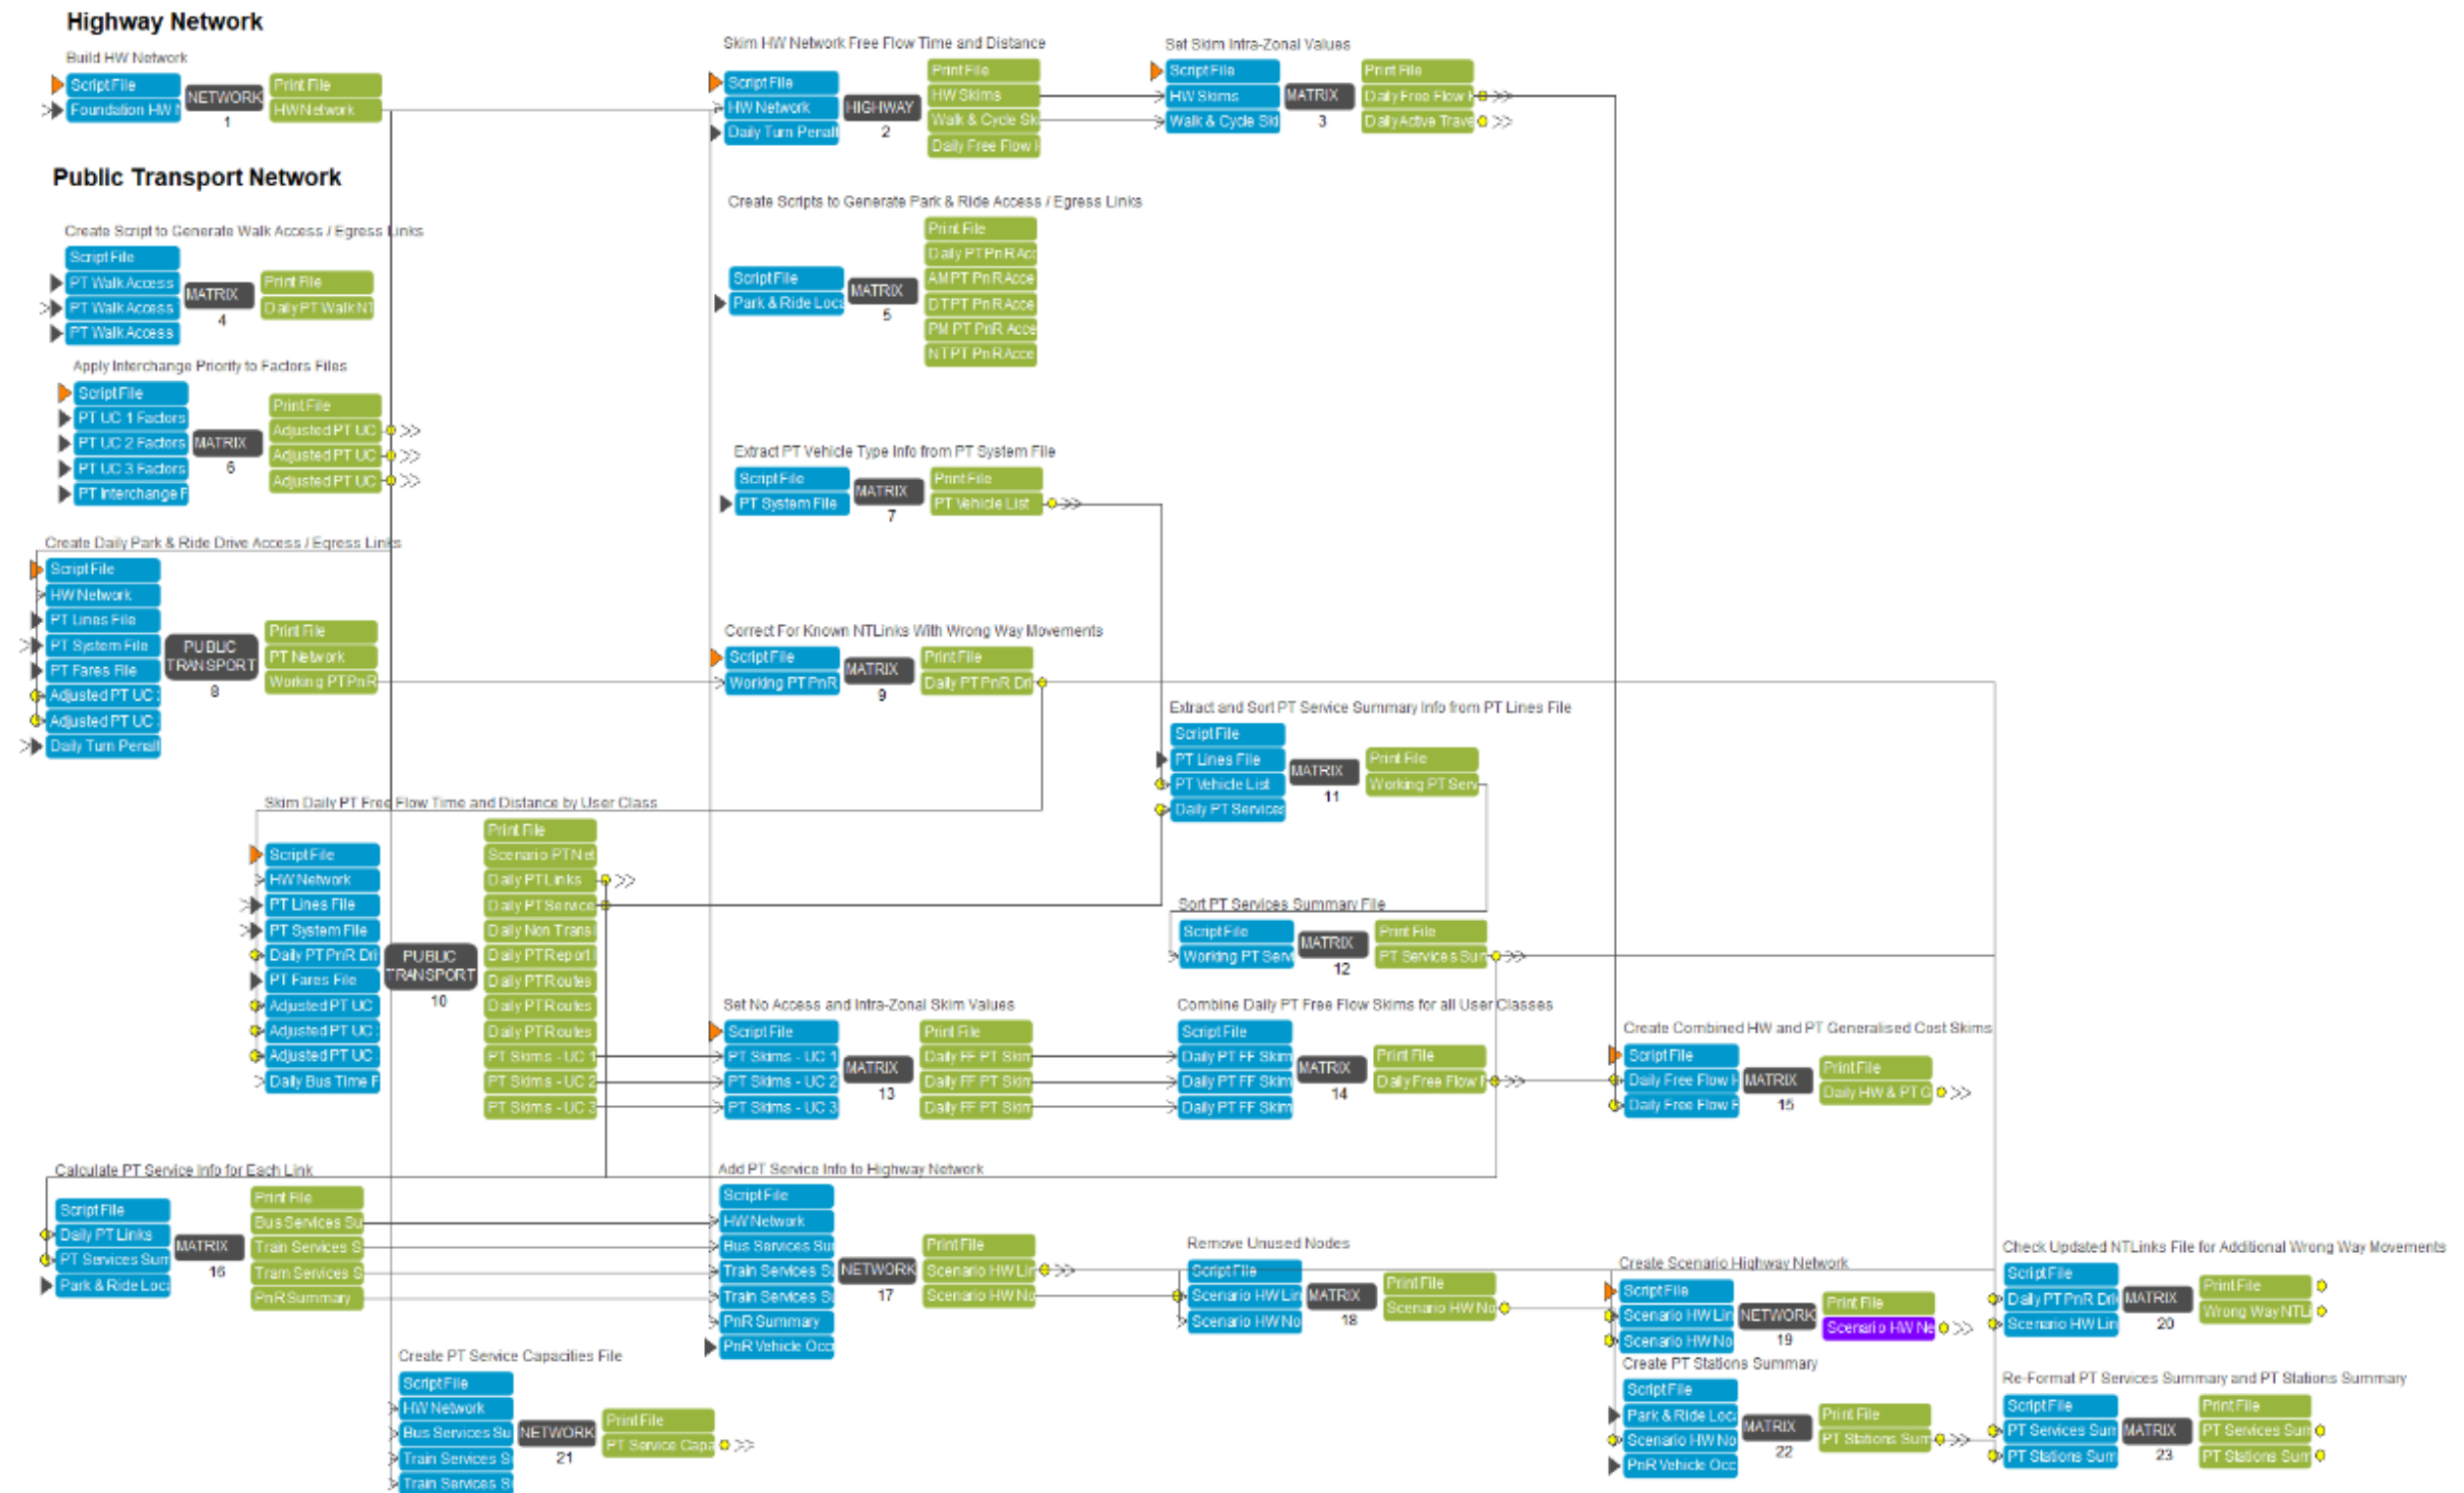 Highway Network
Build HW Network
Script File
Foundation HW N
NETWORK
1
Print File
HW Network
Skim HW Network Free Flow Time and Distance
Script File
HW Network
Daily Turn Penalt
HIGHWAY
2
Print File
HW Skims
Walk & Cycle Sk
Daily Free Flow H
Set Skim Intra-Zonal Values
Script File
HW Skims
Walk & Cycle Ski
MATRIX
3
Print File
Daily Free Flow H
Daily Active Trave
Public Transport Network
Create Script to Generate Walk Access / Egress Links
Script File
PT Walk Access
PT Walk Access
PT Walk Access
MATRIX
4
Print File
Daily PT Walk NT
Create Scripts to Generate Park & Ride Access / Egress Links
Script File
Park & Ride Loca
MATRIX
5
Print File
Daily PT PnR Acc
AM PT PnR Acce
DT PT PnR Acce
PM PT PnR Acce
NT PT PnR Acce
Apply Interchange Priority to Factors Files
Script File
PT UC 1 Factors
PT UC 2 Factors
PT UC 3 Factors
PT Interchange F
MATRIX
6
Print File
Adjusted PT UC
Adjusted PT UC
Adjusted PT UC
Extract PT Vehicle Type Info from PT System File
Script File
PT System File
MATRIX
7
Print File
PT Vehicle List
Create Daily Park & Ride Drive Access / Egress Links
Script File
HW Network
PT Lines File
PT System File
PT Fares File
Adjusted PT UC :
Adjusted PT UC :
Daily Turn Penalt
PUBLIC
TRANSPORT
8
Print File
PT Network
Working PT PnR
Correct For Known NTLinks With Wrong Way Movements
Script File
Working PT PnR
MATRIX
9
Print File
Daily PT PnR Dri
Skim Daily PT Free Flow Time and Distance by User Class
Script File
HW Network
PT Lines File
PT System File
Daily PT PnR Dri
PT Fares File
Adjusted PT UC
Adjusted PT UC :
Adjusted PT UC
Daily Bus Time F
PUBLIC
TRANSPORT
10
Print File
Scenario PT Net
Daily PT Links
Daily PT Service
Daily Non Transi
Daily PT Report
Daily PT Routes
Daily PT Routes
Daily PT Routes
PT Skims - UC 1
PT Skims - UC 2
PT Skims - UC 3
Extract and Sort PT Service Summary Info from PT Lines File
Script File
PT Lines File
PT Vehicle List
Daily PT Services
MATRIX
11
Print File
Working PT Serv
Sort PT Services Summary File
Script File
Working PT Serv
MATRIX
12
Print File
PT Services Sum
Set No Access and Intra-Zonal Skim Values
Script File
PT Skims - UC 1
PT Skims - UC 2
PT Skims - UC 3
MATRIX
13
Print File
Daily FF PT Skim
Daily FF PT Skim
Daily FF PT Skim
Combine Daily PT Free Flow Skims for all User Classes
Script File
Daily PT FF Skim
Daily PT FF Skim
Daily PT FF Skim
MATRIX
14
Print File
Daily Free Flow F
Create Combined HW and PT Generalised Cost Skims
Script File
Daily Free Flow H
Daily Free Flow F
MATRIX
15
Print File
Daily HW & PT G
Calculate PT Service Info for Each Link
Script File
Daily PT Links
PT Services Sum
Park & Ride Loca
MATRIX
16
Print File
Bus Services Su
Train Services S
Tram Services S
PnR Summary
Add PT Service Info to Highway Network
Script File
HW Network
Bus Services Sur
Train Services S
Train Services S
PnR Summary
PnR Vehicle Occ
NETWORK
17
Print File
Scenario HW Lin
Scenario HW No
Remove Unused Nodes
Script File
Scenario HW Lin
Scenario HW No
MATRIX
18
Print File
Scenario HW No
Create Scenario Highway Network
Script File
Scenario HW Lin
Scenario HW No
NETWORK
19
Print File
Scenario HW Ne
Check Updated NTLinks File for Additional Wrong Way Movements
Script File
Daily PT PnR Dri
Scenario HW Lin
MATRIX
20
Print File
Wrong Way NTLi
Create PT Service Capacities File
Script File
HW Network
Bus Services Su
Train Services S
Train Services S
NETWORK
21
Print File
PT Service Capa
Create PT Stations Summary
Script File
Park & Ride Loca
Scenario HW No
PnR Vehicle Occ
MATRIX
22
Print File
PT Stations Sum
Re-Format PT Services Summary and PT Stations Summary
Script File
PT Services Sum
PT Stations Sum
MATRIX
23
Print File
PT Services Sum
PT Stations Sum